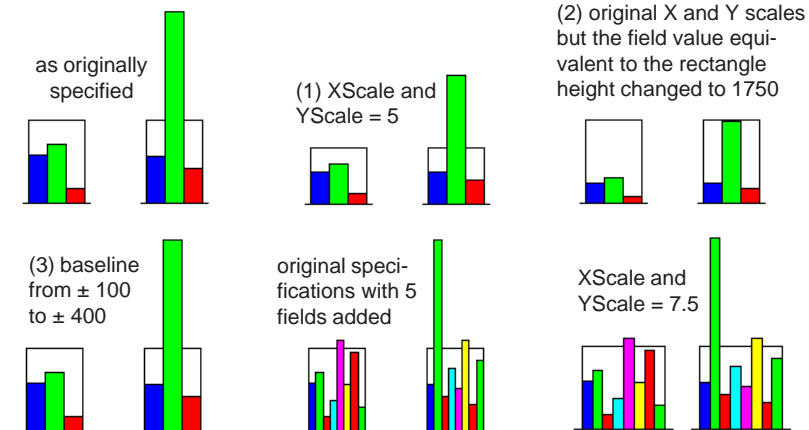 as originally
specified
(1) XScale and
YScale = 5
(2) original X and Y scales
but the field value equi-
valent to the rectangle
height changed to 1750
(3) baseline
from ± 100
to ± 400
original speci-
fications with 5
fields added
XScale and
YScale = 7.5